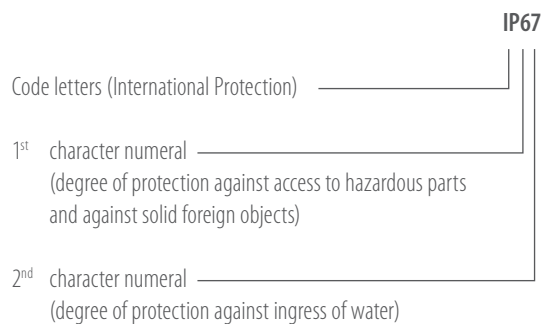 IP67
Code letters (International Protection)
1st character numeral
(degree of protection against access to hazardous parts
and against solid foreign objects)
2nd character numeral
(degree of protection against ingress of water)